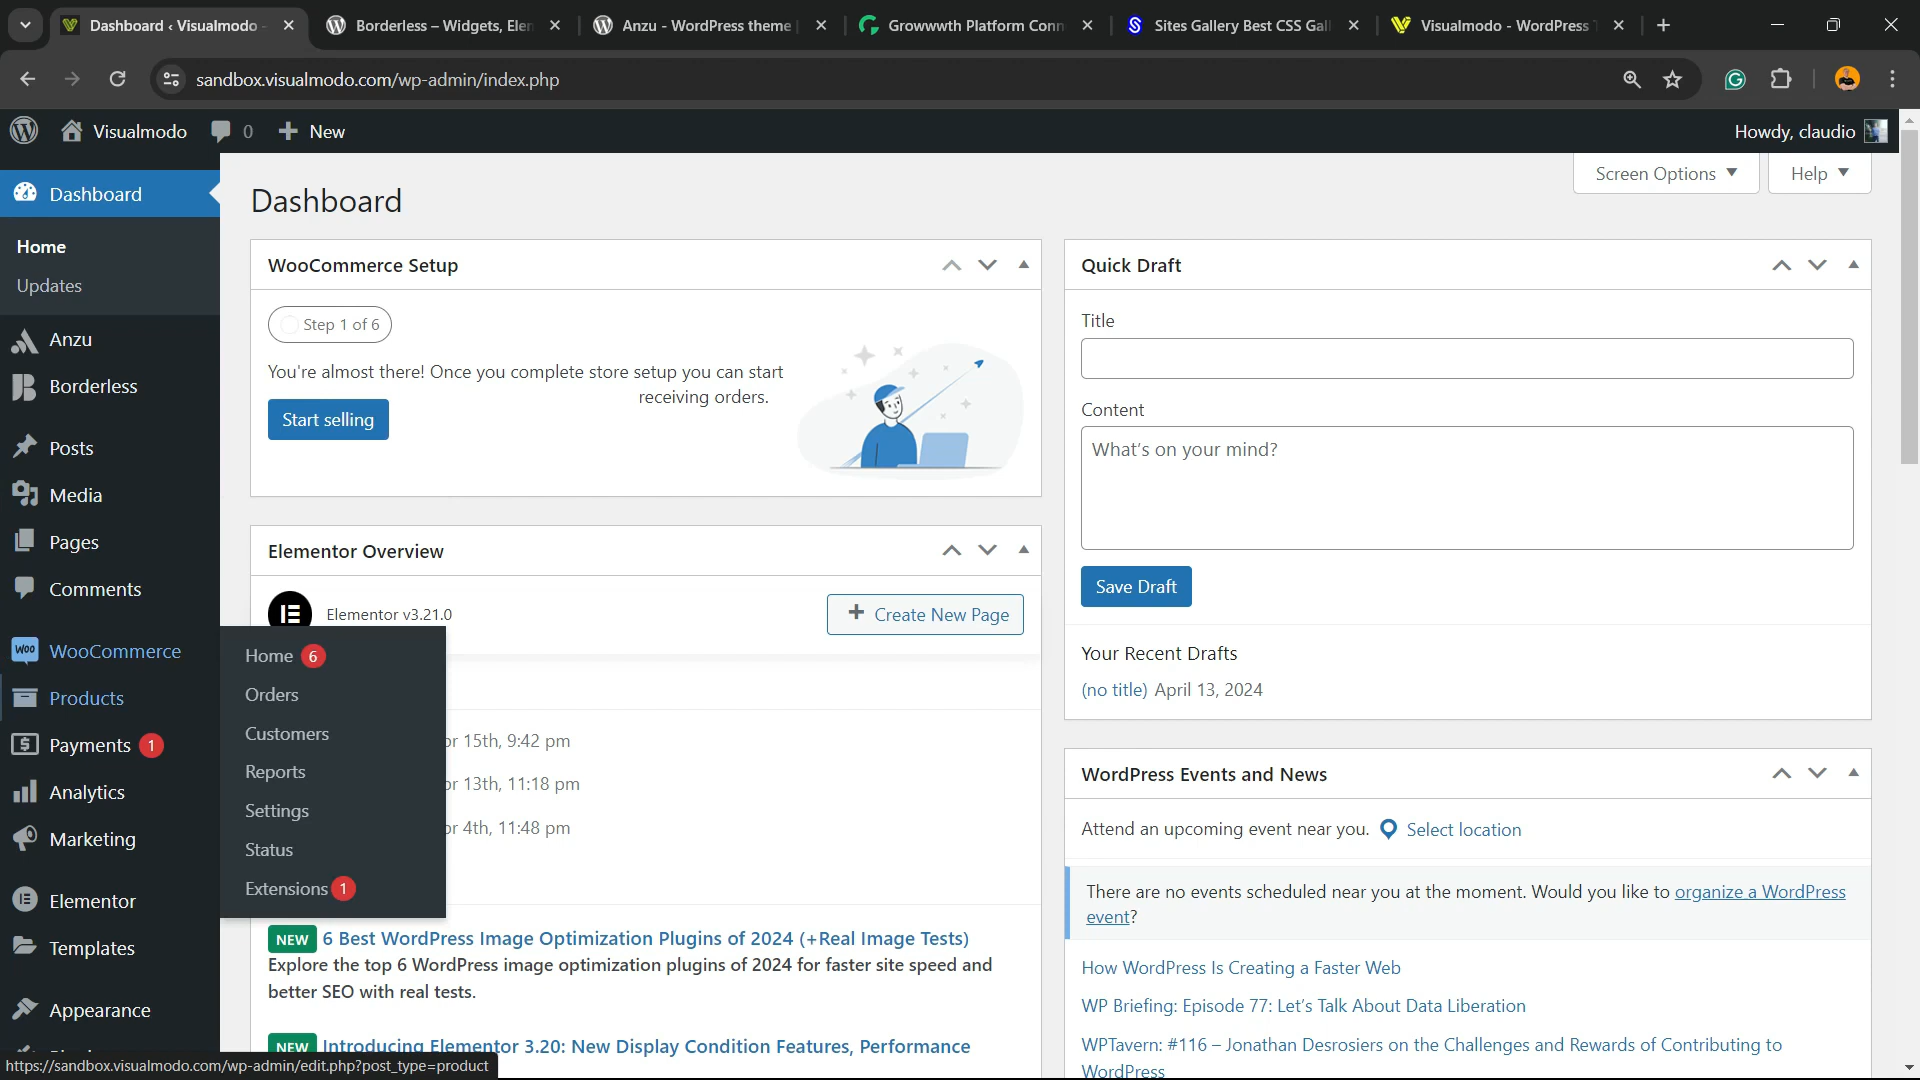 Dashboard ‹ Visualmodo
Borderless – Widgets, Ele
Anzu - WordPress theme
Growwwth Platform Conn
Sites Gallery Best CSS Gal
Visualmodo - WordPress T
sandbox.visualmodo.com/wp-admin/index.php
Visualmodo
0
New
Howdy, claudio
Screen Options
Help
Dashboard
Dashboard
Home
Updates
Anzu
Borderless
Posts
Media
Pages
Comments
Woo
WooCommerce
Products
Payments 1
Analytics
Marketing
Elementor
Templates
Appearance
Home 6
Orders
Customers
Reports
Settings
Status
Extensions 1
WooCommerce Setup
Step 1 of 6
You're almost there! Once you complete store setup you can start
receiving orders.
Start selling
Elementor Overview
Elementor v3.21.0
Create New Page
15th, 9:42 pm
13th, 11:18 pm
4th, 11:48 pm
NEW 6 Best WordPress Image Optimization Plugins of 2024 (+Real Image Tests)
Explore the top 6 WordPress image optimization plugins of 2024 for faster site speed and
better SEO with real tests.
NEW Introducing Elementor 3.20: New Display Condition Features, Performance
Quick Draft
Title
Content
What's on your mind?
Save Draft
Your Recent Drafts
(no title) April 13, 2024
WordPress Events and News
Attend an upcoming event near you. Select location
There are no events scheduled near you at the moment. Would you like to organize a WordPress
event?
How WordPress Is Creating a Faster Web
WP Briefing: Episode 77: Let's Talk About Data Liberation
WPTavern: #116 – Jonathan Desrosiers on the Challenges and Rewards of Contributing to
WordPress
https://sandbox.visualmodo.com/wp-admin/edit.php?post_type=product